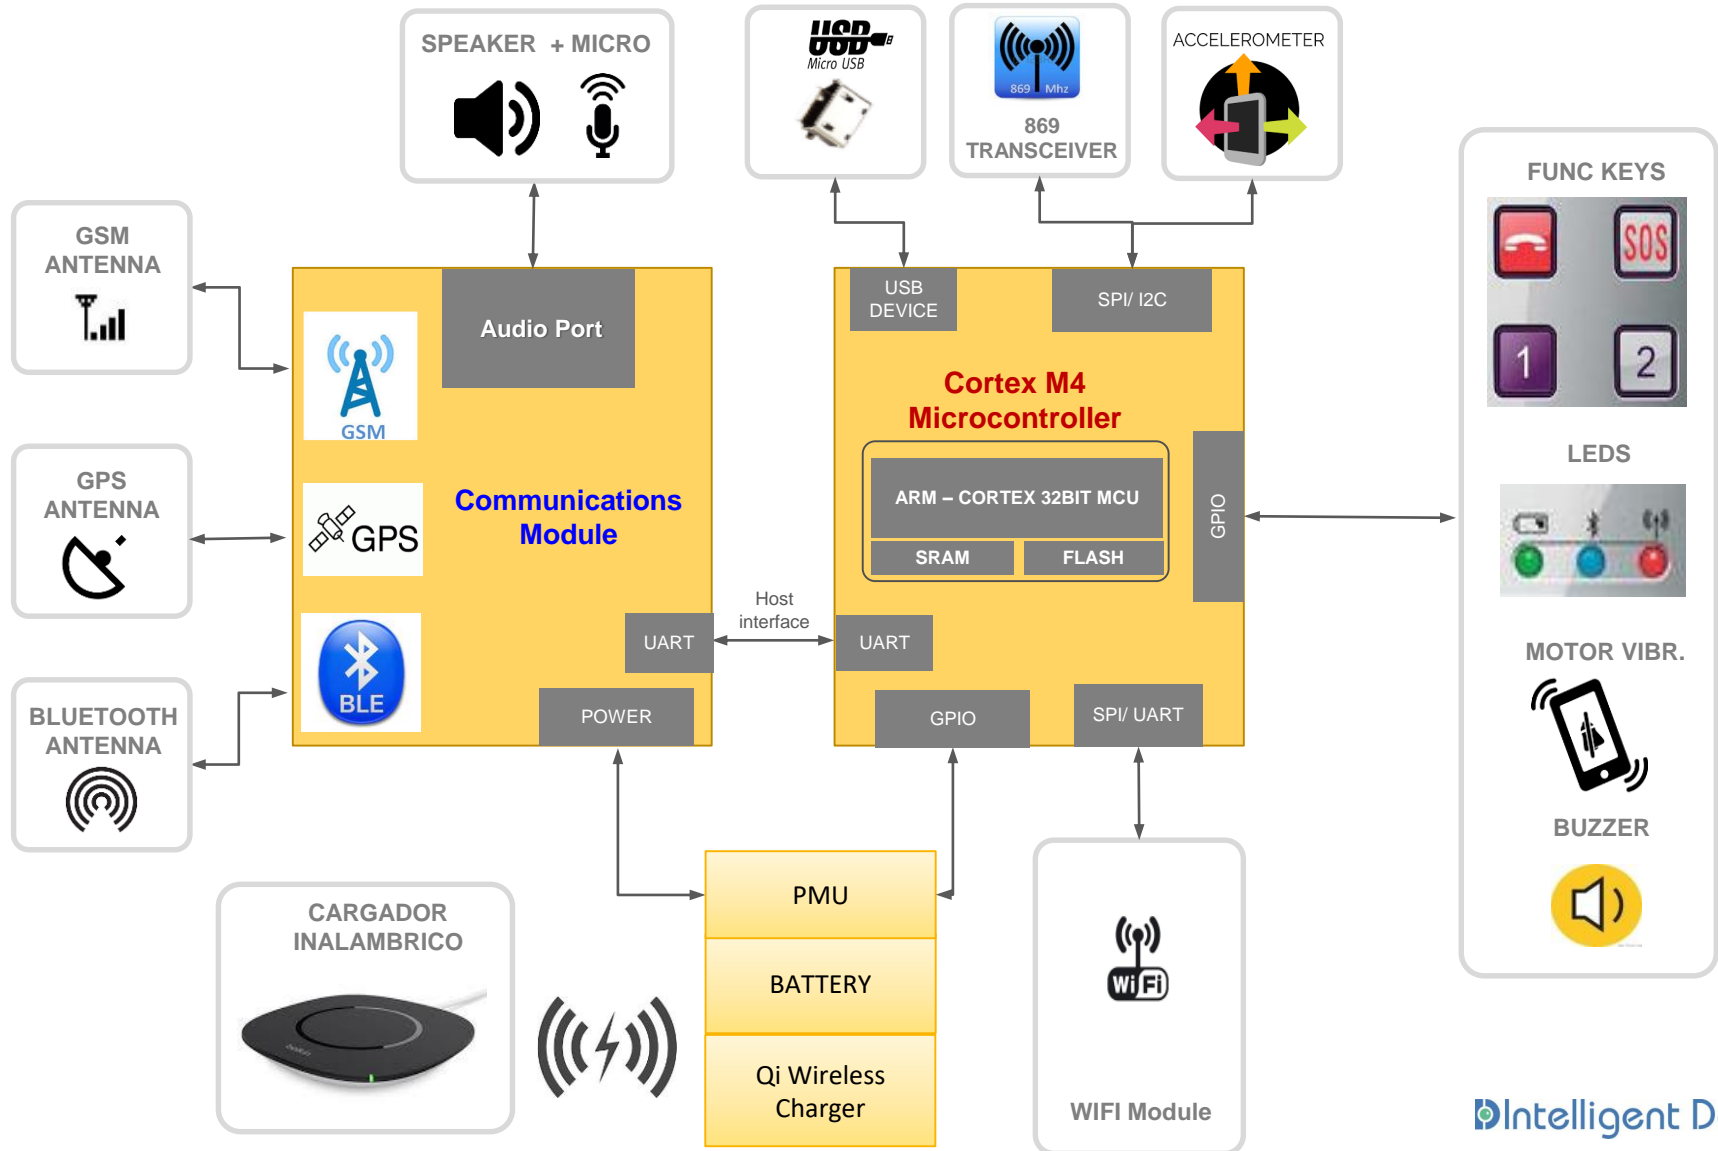 SPEAKER + MICRO
USB
Micro USB
869 Mhz
869
TRANSCEIVER
ACCELEROMETER
FUNC KEYS
SOS
1
2
LEDS
MOTOR VIBR.
BUZZER
GSM
ANTENNA
GPS
ANTENNA
BLUETOOTH
ANTENNA
Audio Port
GSM
GPS
BLE
Communications
Module
UART
POWER
Host
interface
USB
DEVICE
SPI/ I2C
Cortex M4
Microcontroller
ARM – CORTEX 32BIT MCU
SRAM
FLASH
GPIO
UART
GPIO
SPI/ UART
CARGADOR
INALAMBRICO
belkin
PMU
BATTERY
Qi Wireless
Charger
WiFi
WIFI Module
Intelligent D